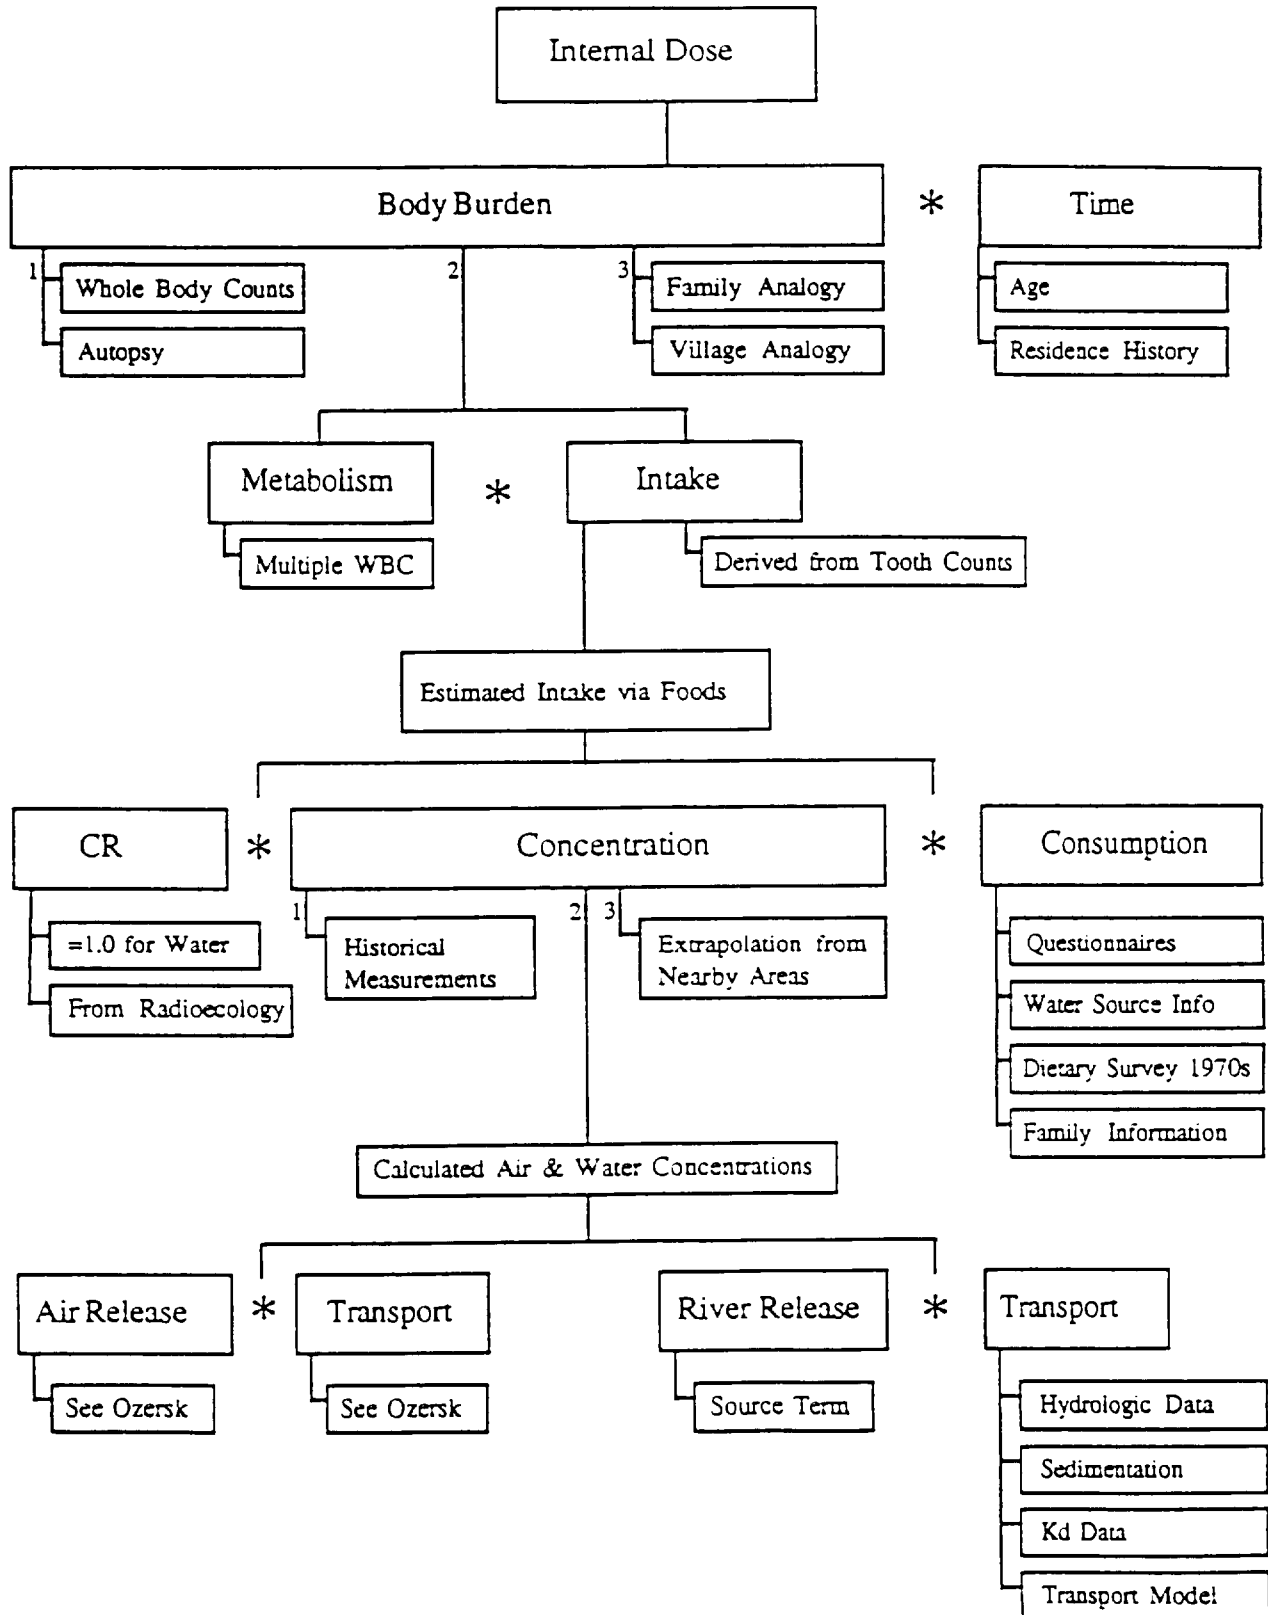 Internal Dose
Body Burden
*
Time
1
Whole Body Counts
Autopsy
2
3
Family Analogy
Village Analogy
Age
Residence History
Metabolism
*
Intake
Multiple WBC
Derived from Tooth Counts
Estimated Intake via Foods
CR
*
Concentration
*
Consumption
=1.0 for Water
From Radioecology
1
Historical
Measurements
2
3
Extrapolation from
Nearby Areas
Questionnaires
Water Source Info
Dietary Survey 1970s
Family Information
Calculated Air & Water Concentrations
Air Release
*
Transport
River Release
*
Transport
See Ozersk
See Ozersk
Source Term
Hydrologic Data
Sedimentation
Kd Data
Transport Model